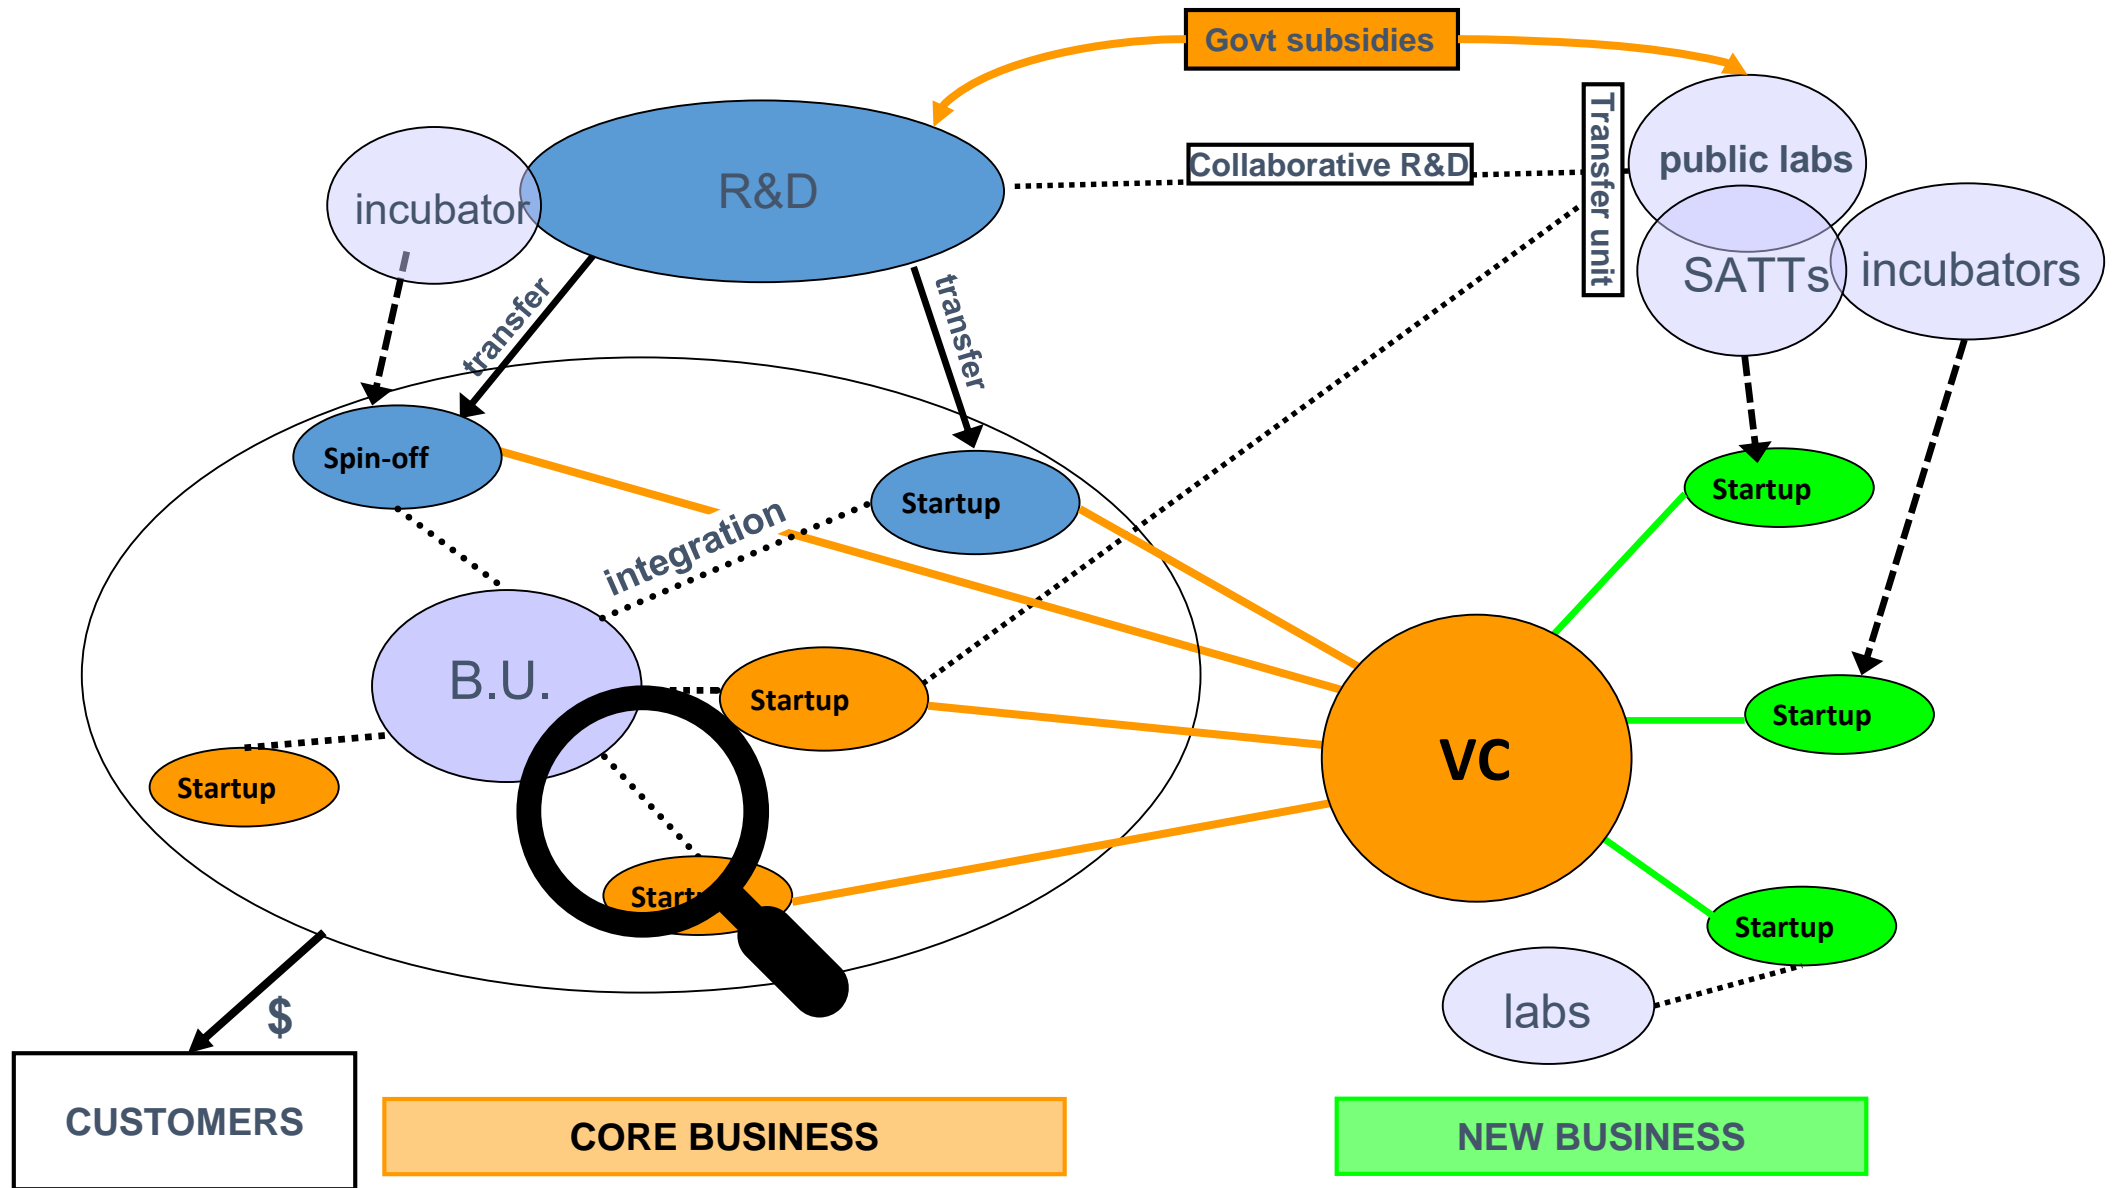 Govt subsidies
Transfer unit
public labs
Collaborative R&D
R&D
incubator
SATTs
incubators
transfer
transfer
Spin-off
Startup
Startup
integration
B.U.
Startup
Startup
VC
Startup
Startup
Startup
labs
$
CUSTOMERS
CORE BUSINESS
NEW BUSINESS